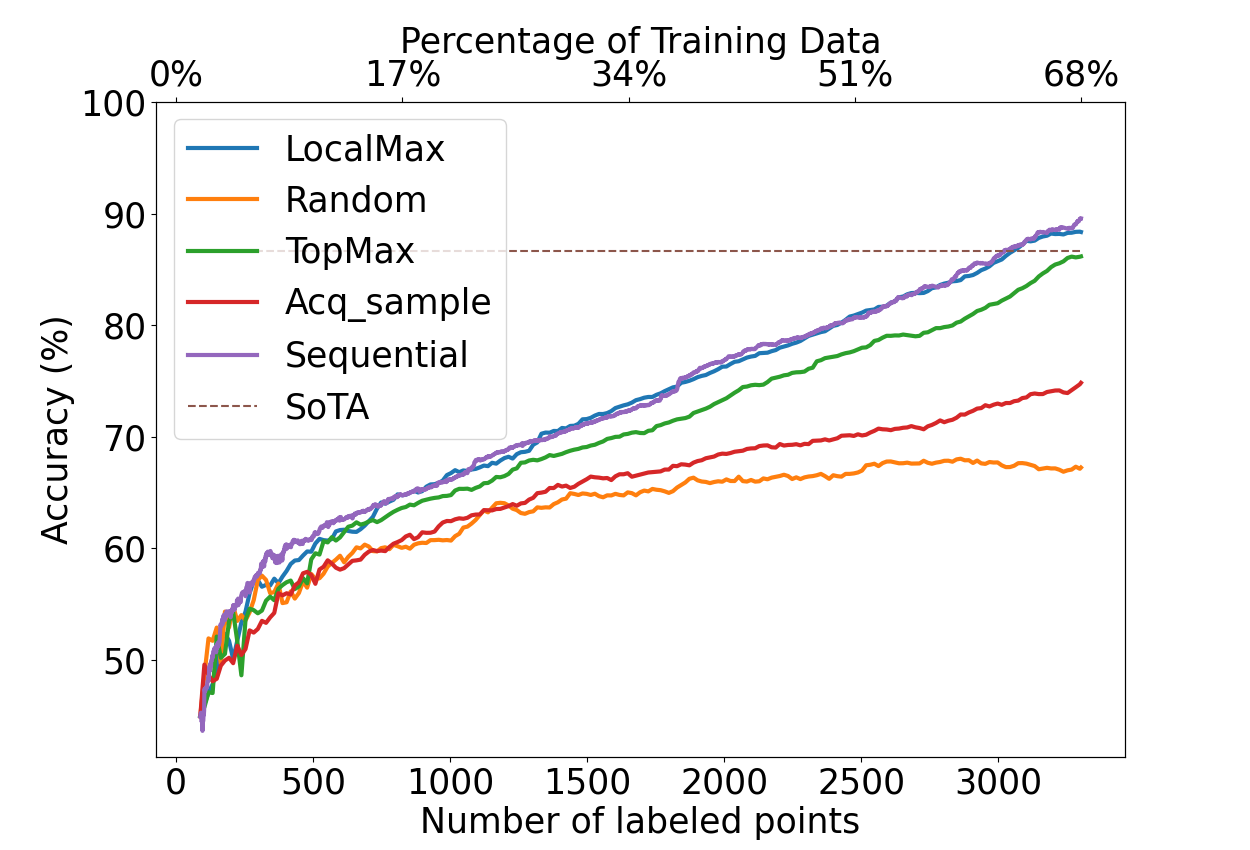 Percentage of Training Data
0% 17% 34% 51% 68%
100
90
80
70
60
50
Accuracy (%)
LocalMax
Random
TopMax
Acq_sample
Sequential
SoTA
0 500 1000 1500 2000 2500 3000
Number of labeled points